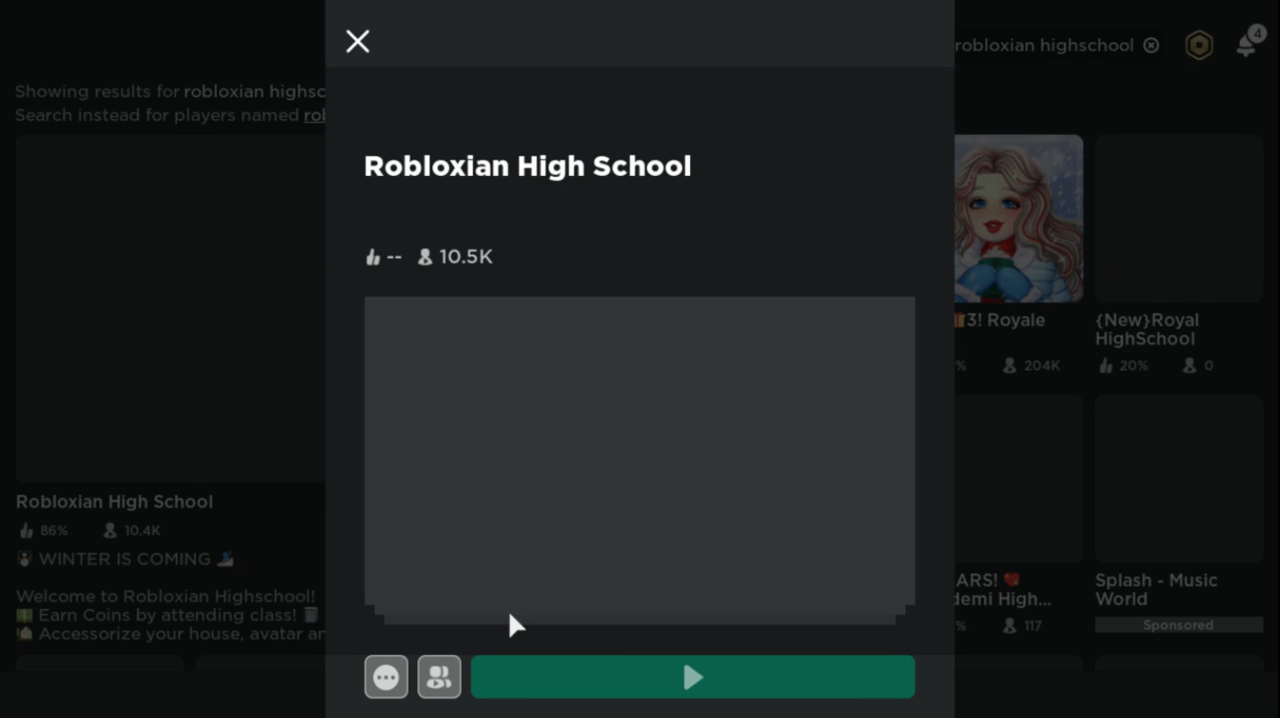 robloxian highschool
4
Showing results for robloxian highsc
Search instead for players named rol
Robloxian High School
-- 10.5K
Robloxian High School
86% 10.4K
WINTER IS COMING
Welcome to Robloxian Highschool!
Earn Coins by attending class!
Accessorize your house, avatar an
3! Royale
% 204K
{New}Royal
HighSchool
20% 0
ARS!
demi High...
% 117
Splash - Music
World
Sponsored